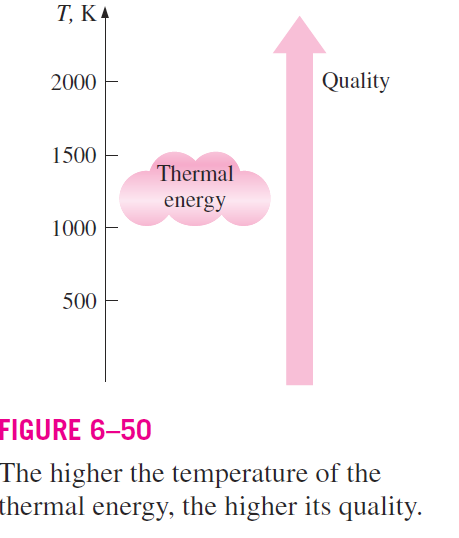 T, K
2000
Quality
1500
Thermal
energy
1000
500
FIGURE 6–50
The higher the temperature of the
thermal energy, the higher its quality.